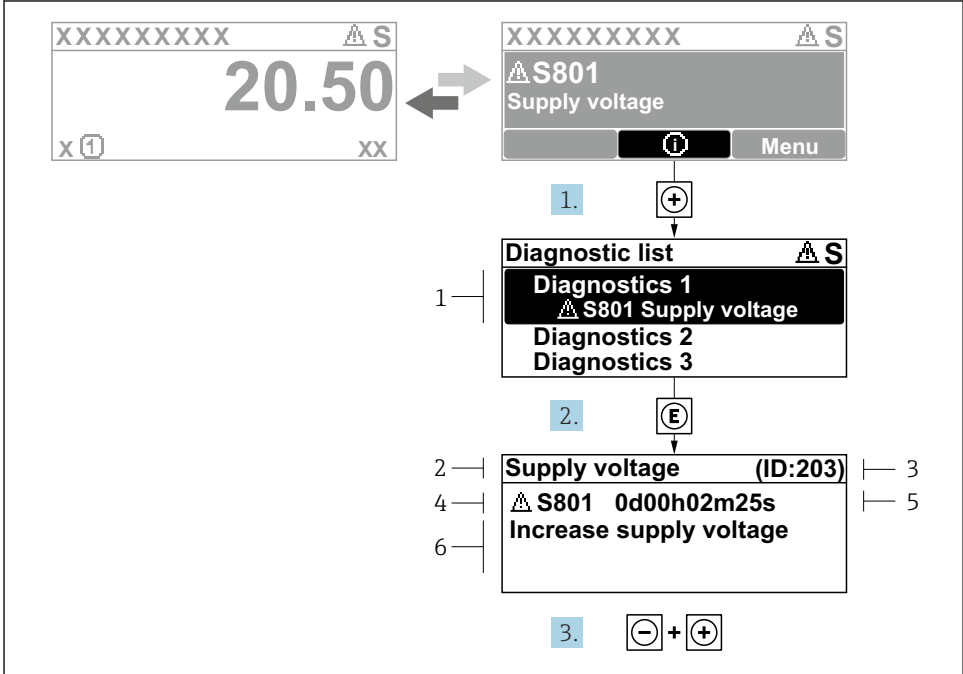 XXXXXXXXX ⚠ S
20.50
X 1 XX
XXXXXXXXX ⚠ S
⚠ S801
Supply voltage
i Menu
1. +
Diagnostic list ⚠ S
1
Diagnostics 1
⚠ S801 Supply voltage
Diagnostics 2
Diagnostics 3
2. E
2 Supply voltage (ID:203) 3
4 ⚠ S801 0d00h02m25s 5
Increase supply voltage
6
3. - + +